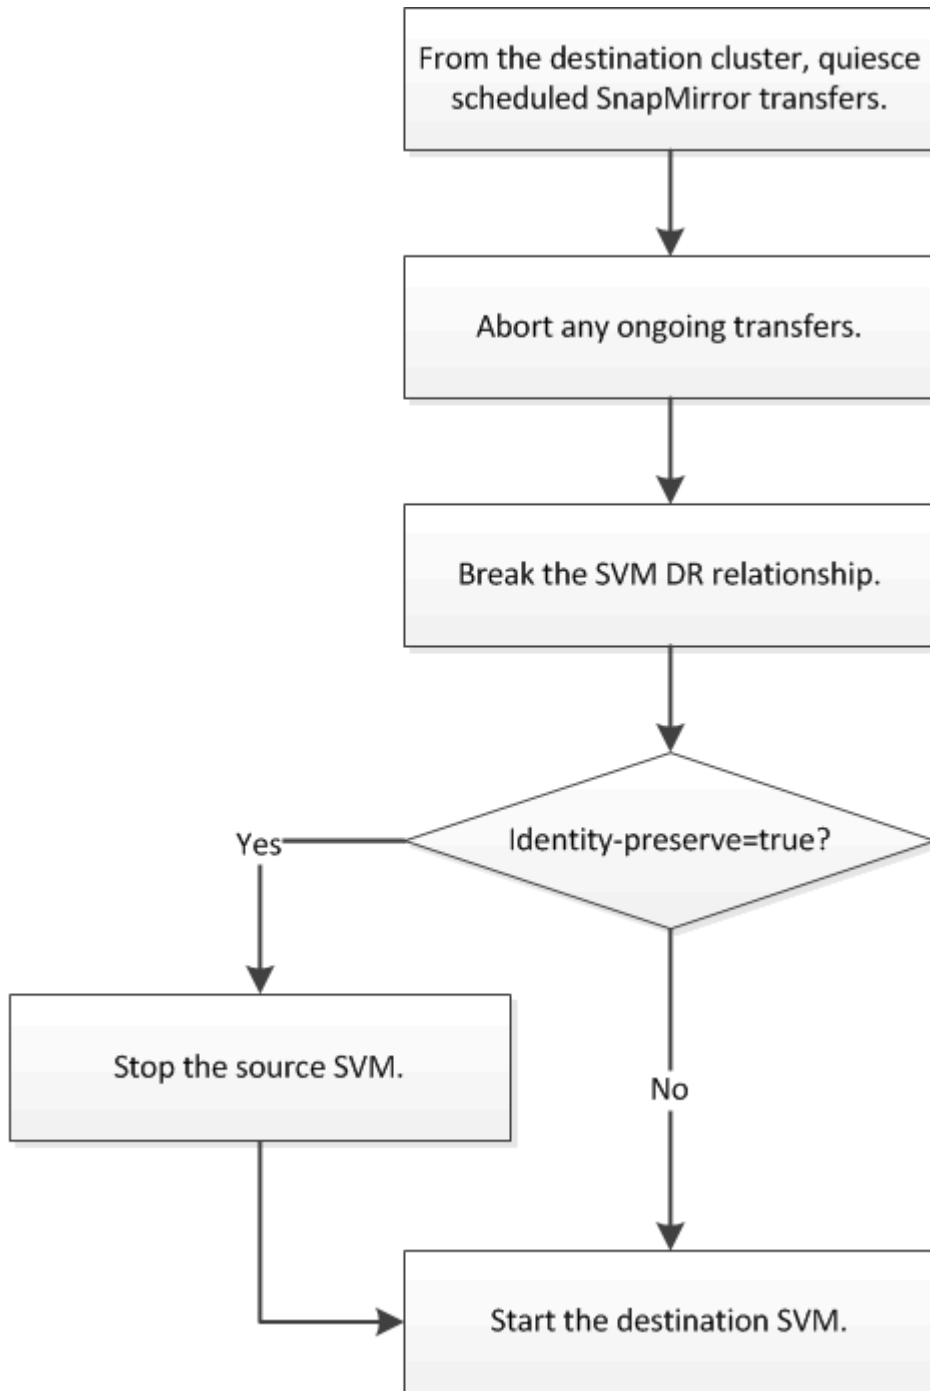 From the destination cluster, quiesce
scheduled SnapMirror transfers.
Abort any ongoing transfers.
Break the SVM DR relationship.
Identity-preserve=true?
Yes
Stop the source SVM.
No
Start the destination SVM.